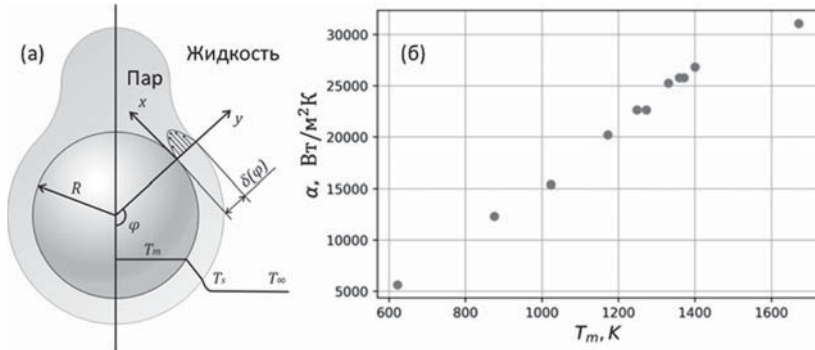 (а)
Жидкость
Пар
x
y
δ(φ)
R
φ
Tm
Ts
T∞
(б)
α, Вт/м²К
30000
25000
20000
15000
10000
5000
600
800
1000
1200
1400
1600
Tm, K